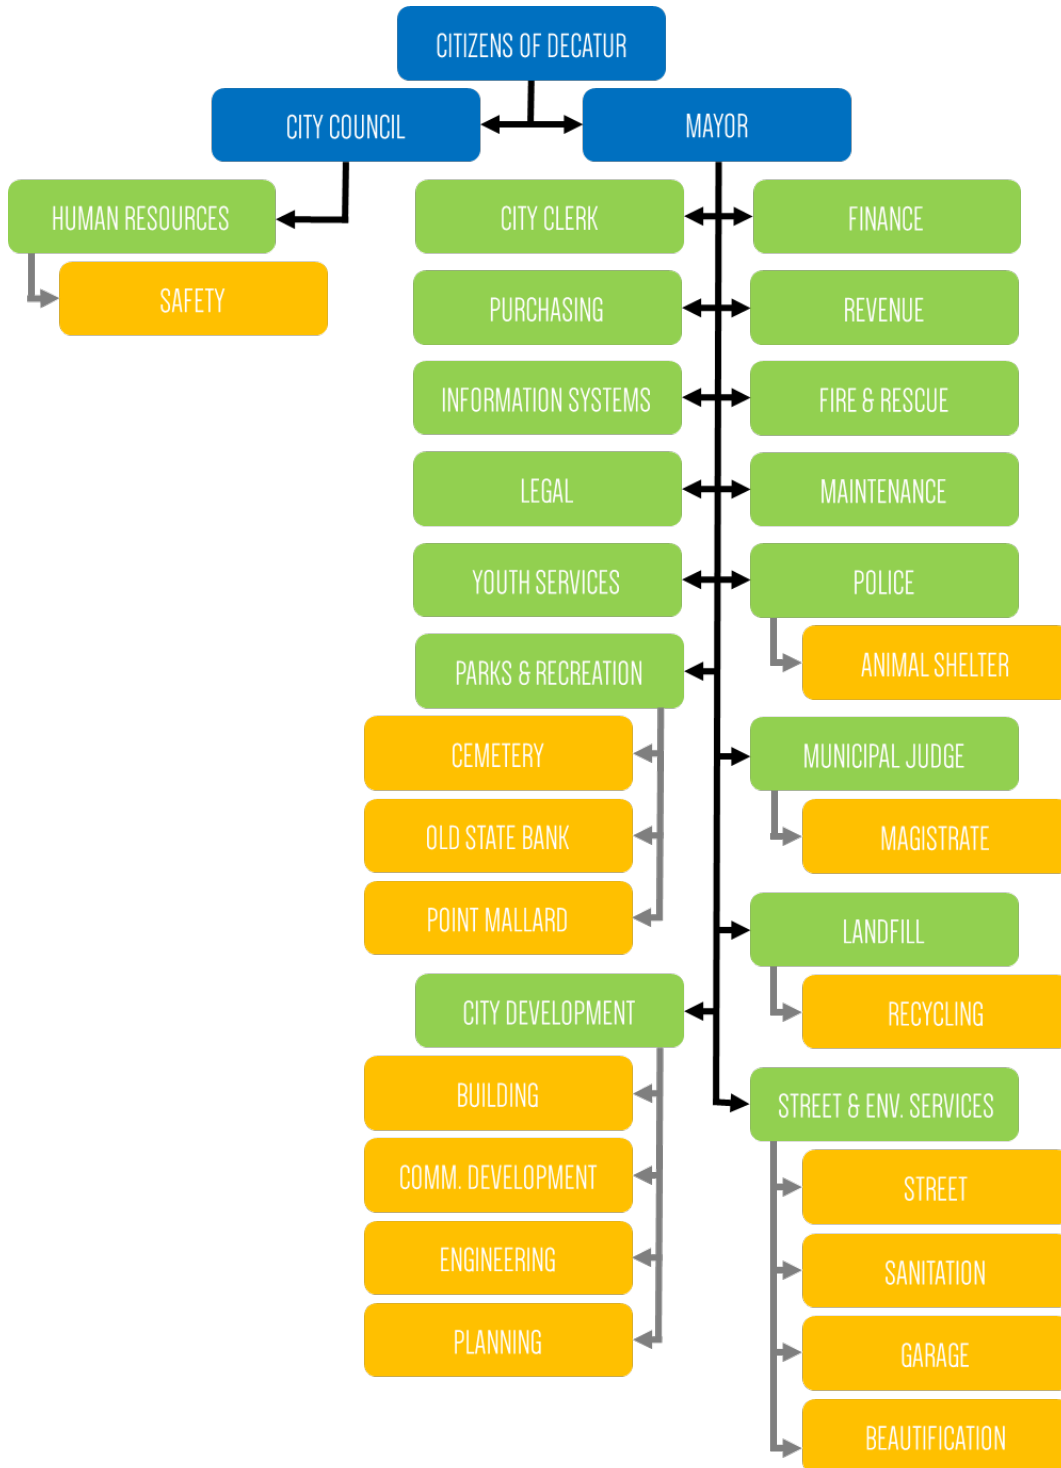 CITIZENS OF DECATUR
CITY COUNCIL
MAYOR
HUMAN RESOURCES
SAFETY
CITY CLERK
FINANCE
PURCHASING
REVENUE
INFORMATION SYSTEMS
FIRE & RESCUE
LEGAL
MAINTENANCE
YOUTH SERVICES
POLICE
ANIMAL SHELTER
PARKS & RECREATION
CEMETERY
OLD STATE BANK
POINT MALLARD
MUNICIPAL JUDGE
MAGISTRATE
LANDFILL
RECYCLING
CITY DEVELOPMENT
BUILDING
COMM. DEVELOPMENT
ENGINEERING
PLANNING
STREET & ENV. SERVICES
STREET
SANITATION
GARAGE
BEAUTIFICATION